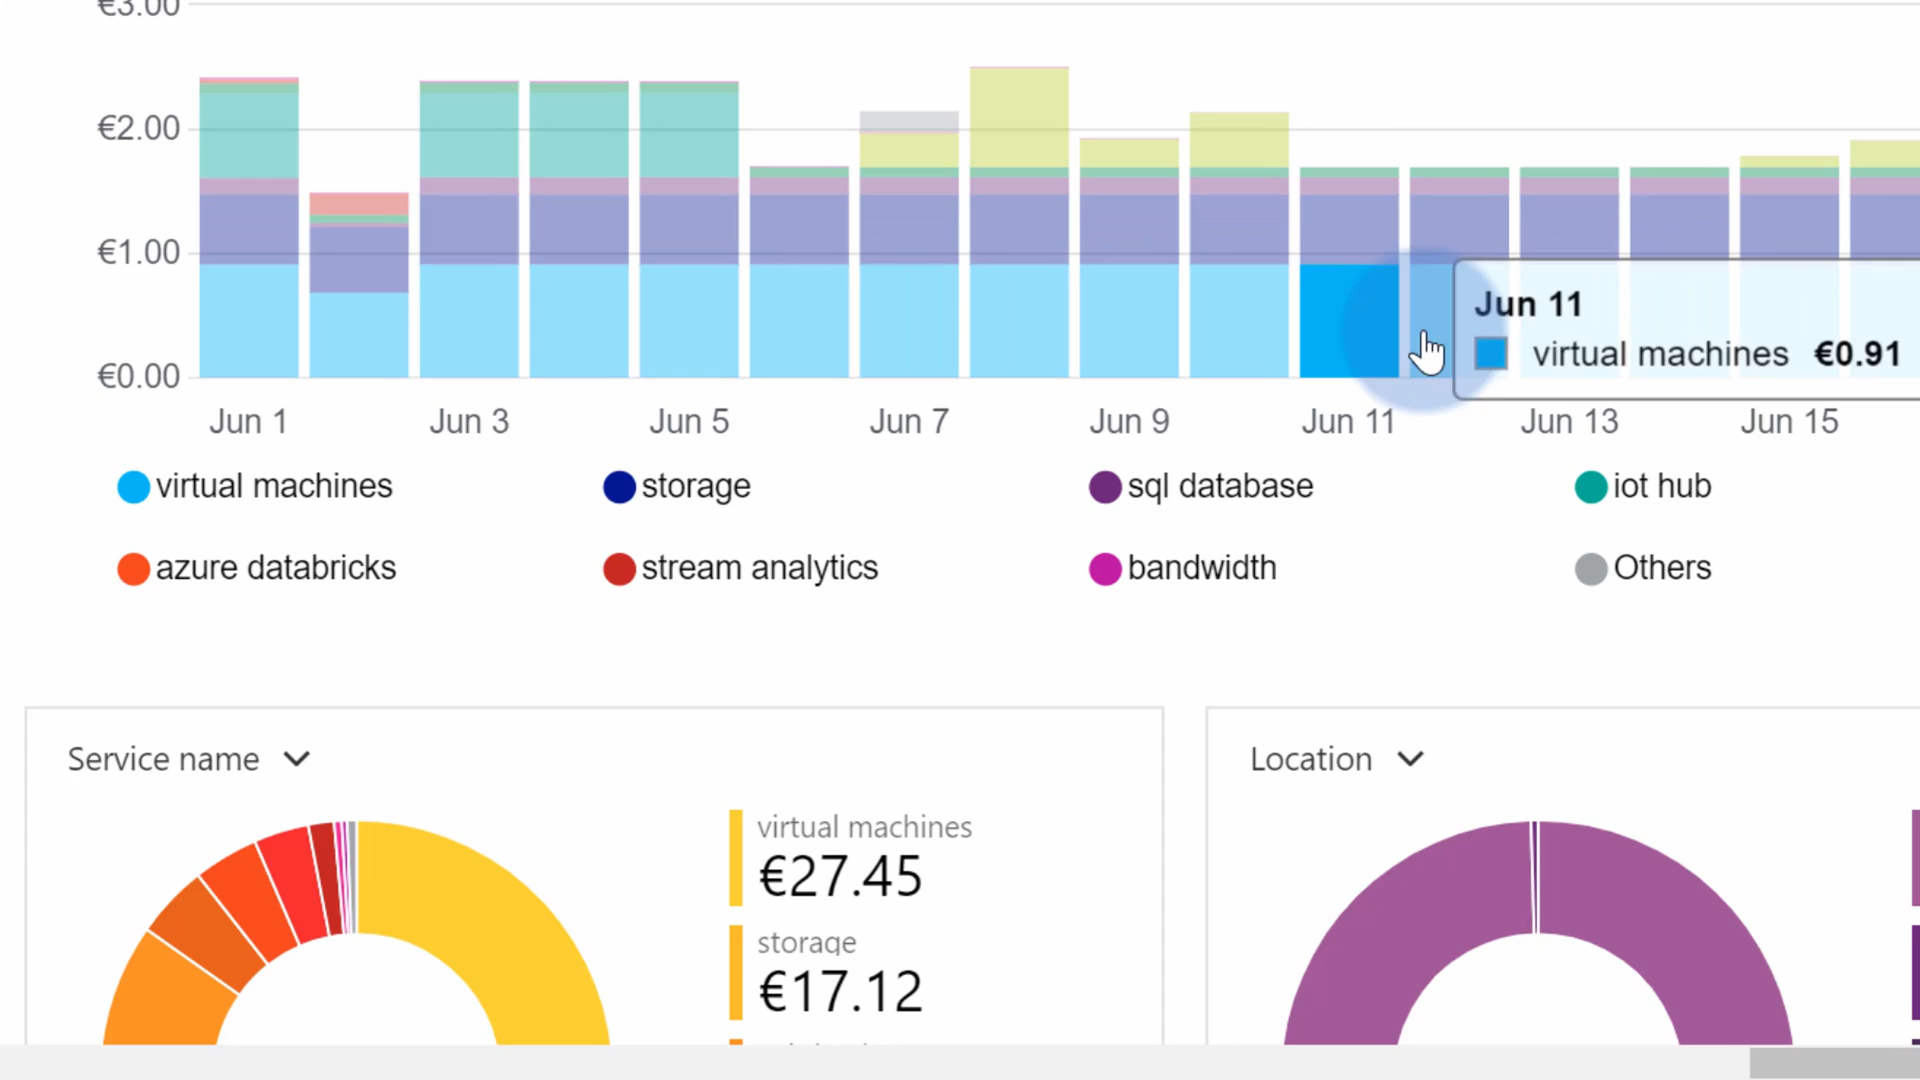 €3.00
€2.00
€1.00
€0.00
Jun 11
virtual machines €0.91
Jun 1 Jun 3 Jun 5 Jun 7 Jun 9 Jun 11 Jun 13 Jun 15
virtual machines storage sql database iot hub
azure databricks stream analytics bandwidth Others
Service name Location
virtual machines
€27.45
storage
€17.12